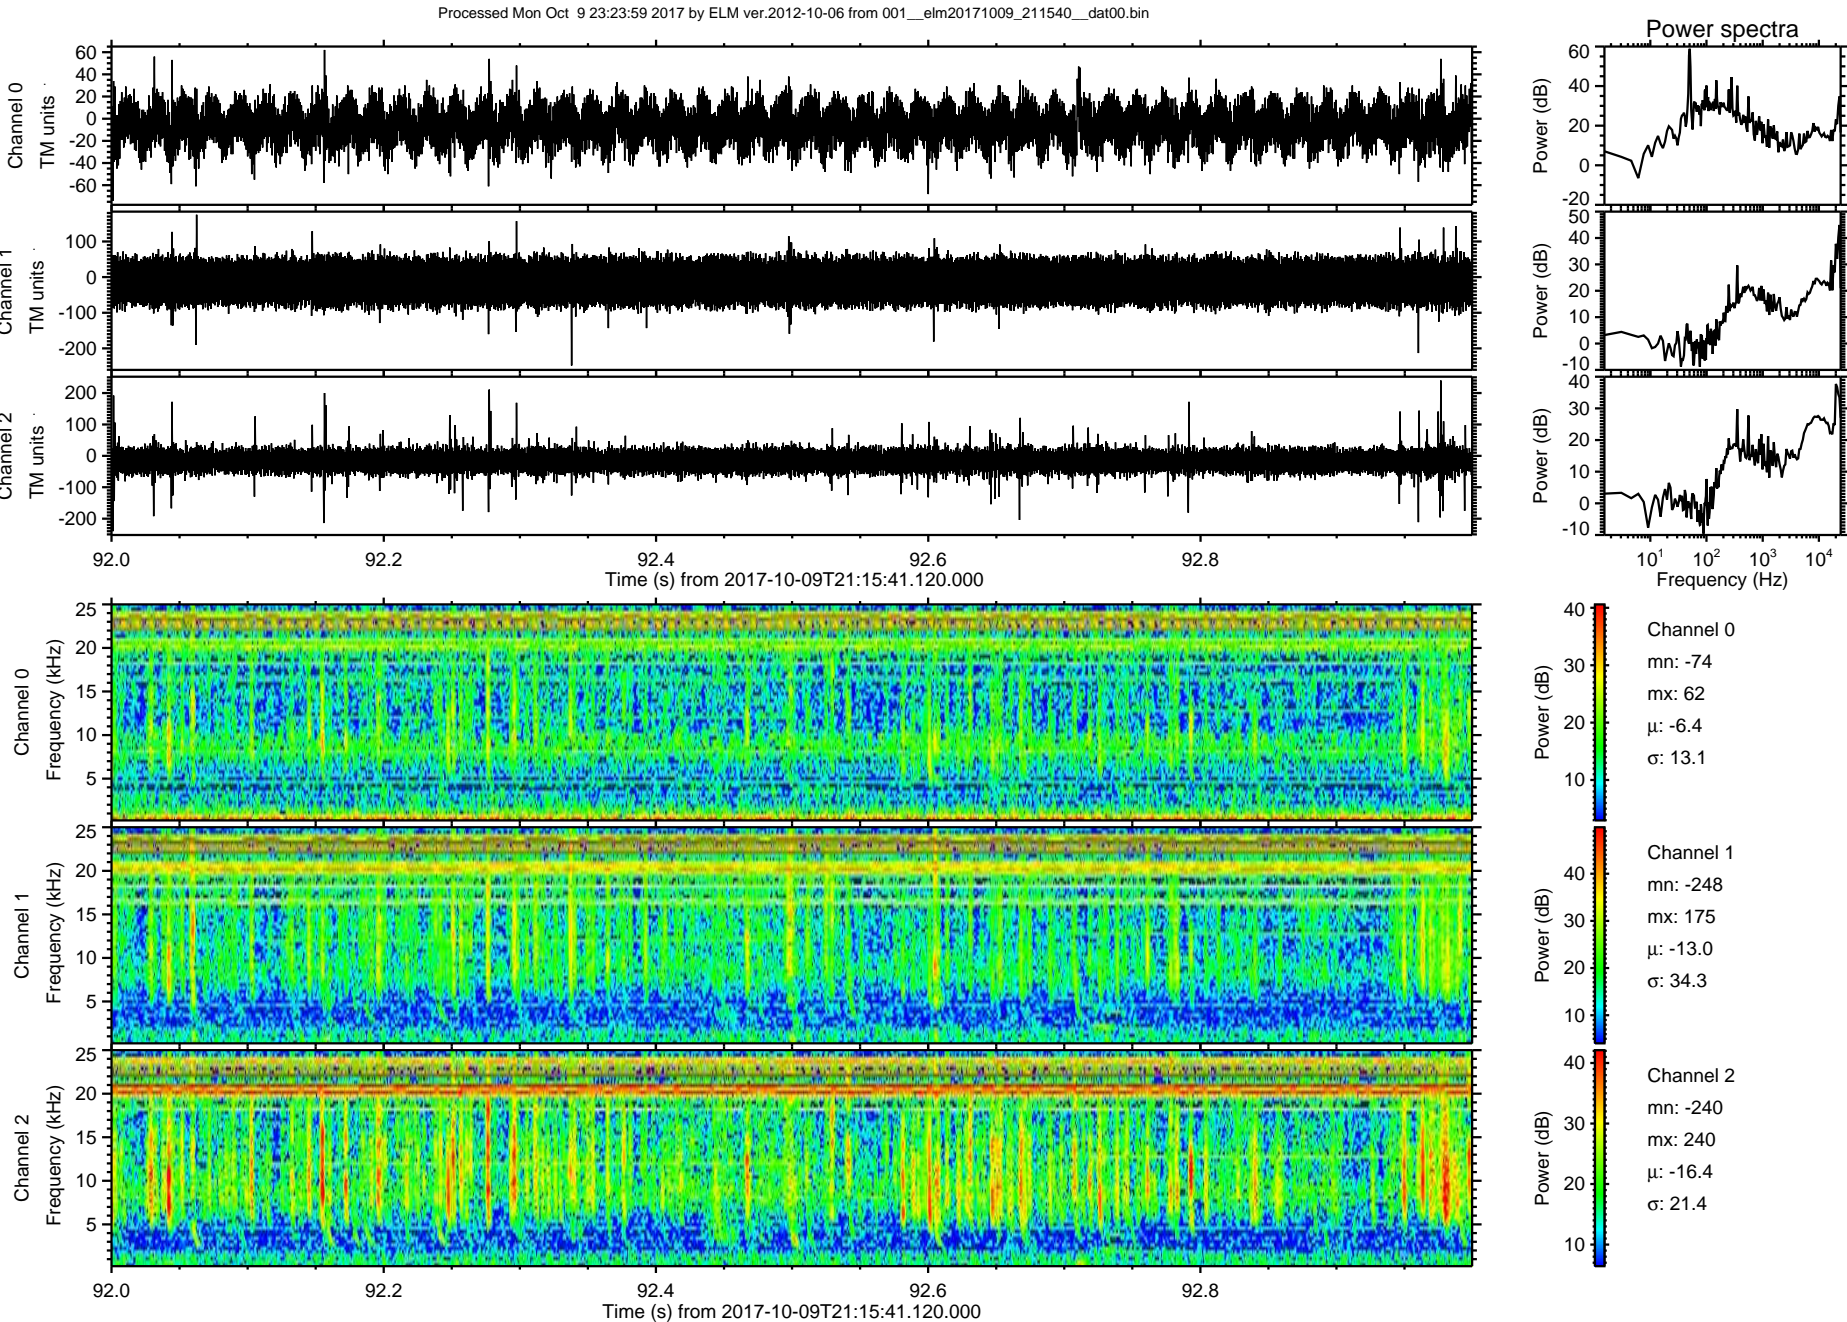 Processed Mon Oct 9 23:23:59 2017 by ELM ver.2012-10-06 from 001__elm20171009_211540__dat00.bin
Power spectra
Channel 0
TM units
60
40
20
0
-20
-40
-60
Power (dB)
60
40
20
0
-20
Channel 1
TM units
100
0
-100
-200
Power (dB)
50
40
30
20
10
0
-10
Channel 2
TM units
200
100
0
-100
-200
Power (dB)
40
30
20
10
0
-10
92.0 92.2 92.4 92.6 92.8
Time (s) from 2017-10-09T21:15:41.120.000
10^1 10^2 10^3 10^4
Frequency (Hz)
Channel 0
Frequency (kHz)
25
20
15
10
5
Power (dB)
40
30
20
10
Channel 0
mn: -74
mx: 62
μ: -6.4
σ: 13.1
Channel 1
Frequency (kHz)
25
20
15
10
5
Power (dB)
40
30
20
10
Channel 1
mn: -248
mx: 175
μ: -13.0
σ: 34.3
Channel 2
Frequency (kHz)
25
20
15
10
5
Power (dB)
40
30
20
10
Channel 2
mn: -240
mx: 240
μ: -16.4
σ: 21.4
92.0 92.2 92.4 92.6 92.8
Time (s) from 2017-10-09T21:15:41.120.000